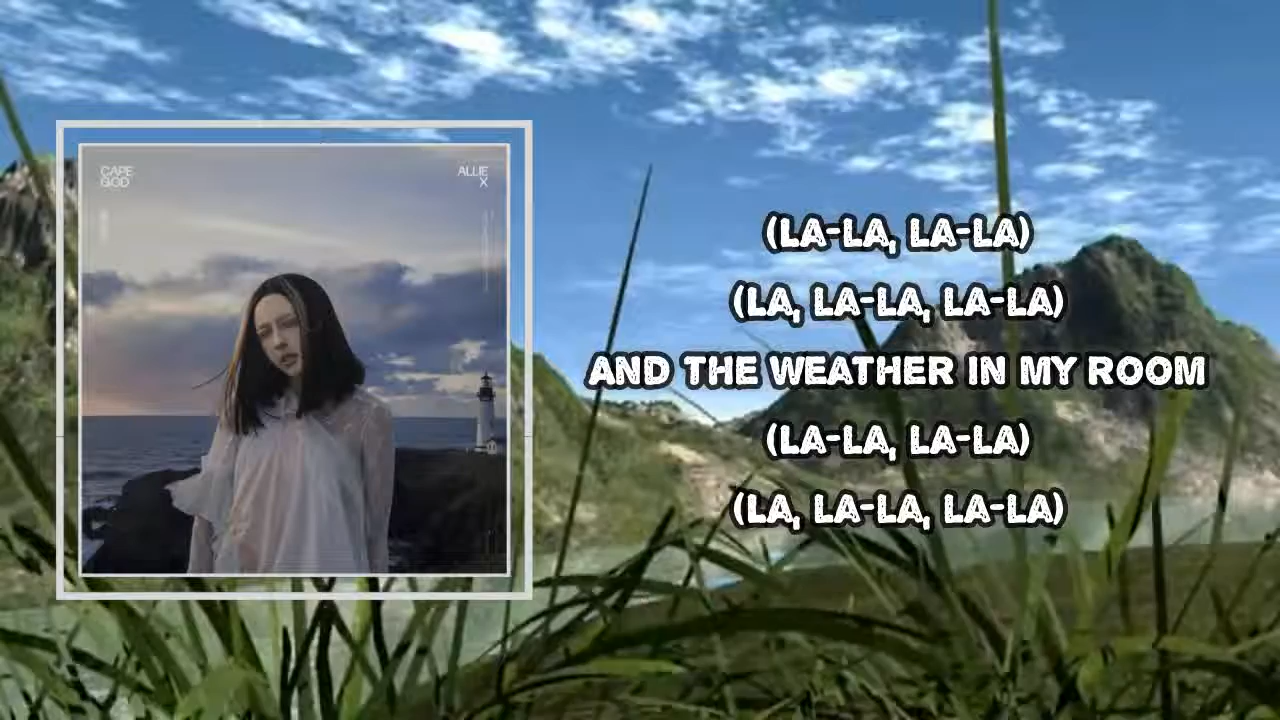 CAPE
GOD
ALLIE
X
(LA-LA, LA-LA)
(LA, LA-LA, LA-LA)
AND THE WEATHER IN MY ROOM
(LA-LA, LA-LA)
(LA, LA-LA, LA-LA)